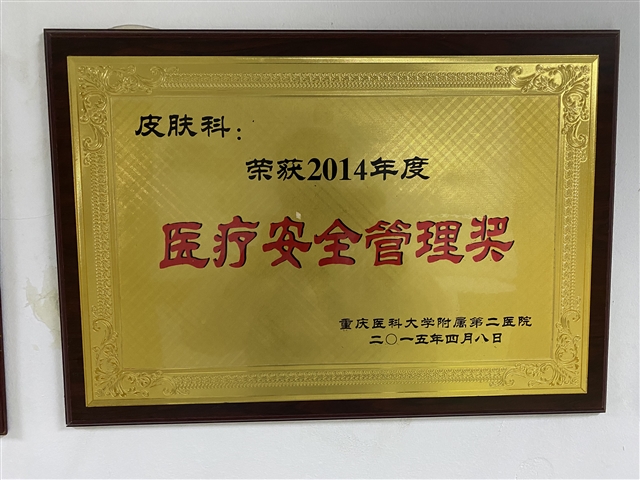 皮肤科：
荣获2014年度
医疗安全管理奖
重庆医科大学附属第二医院
二〇一五年四月八日